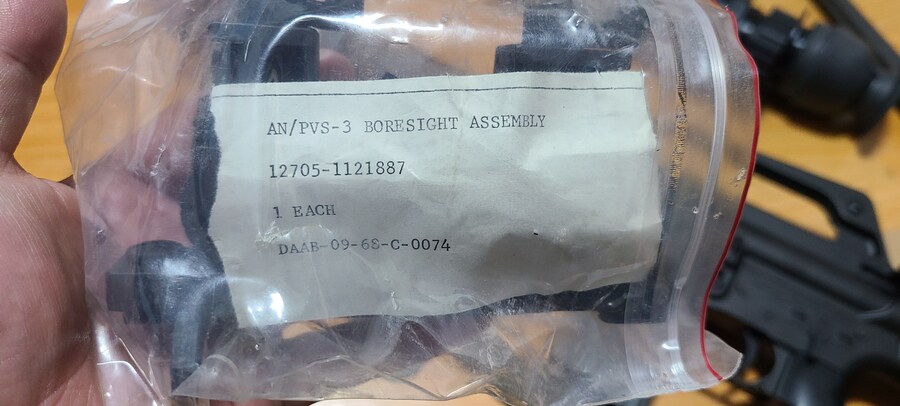 AN/PVS-3 BORESIGHT ASSEMBLY
12705-1121887
1 EACH
DAAB-09-68-C-0074